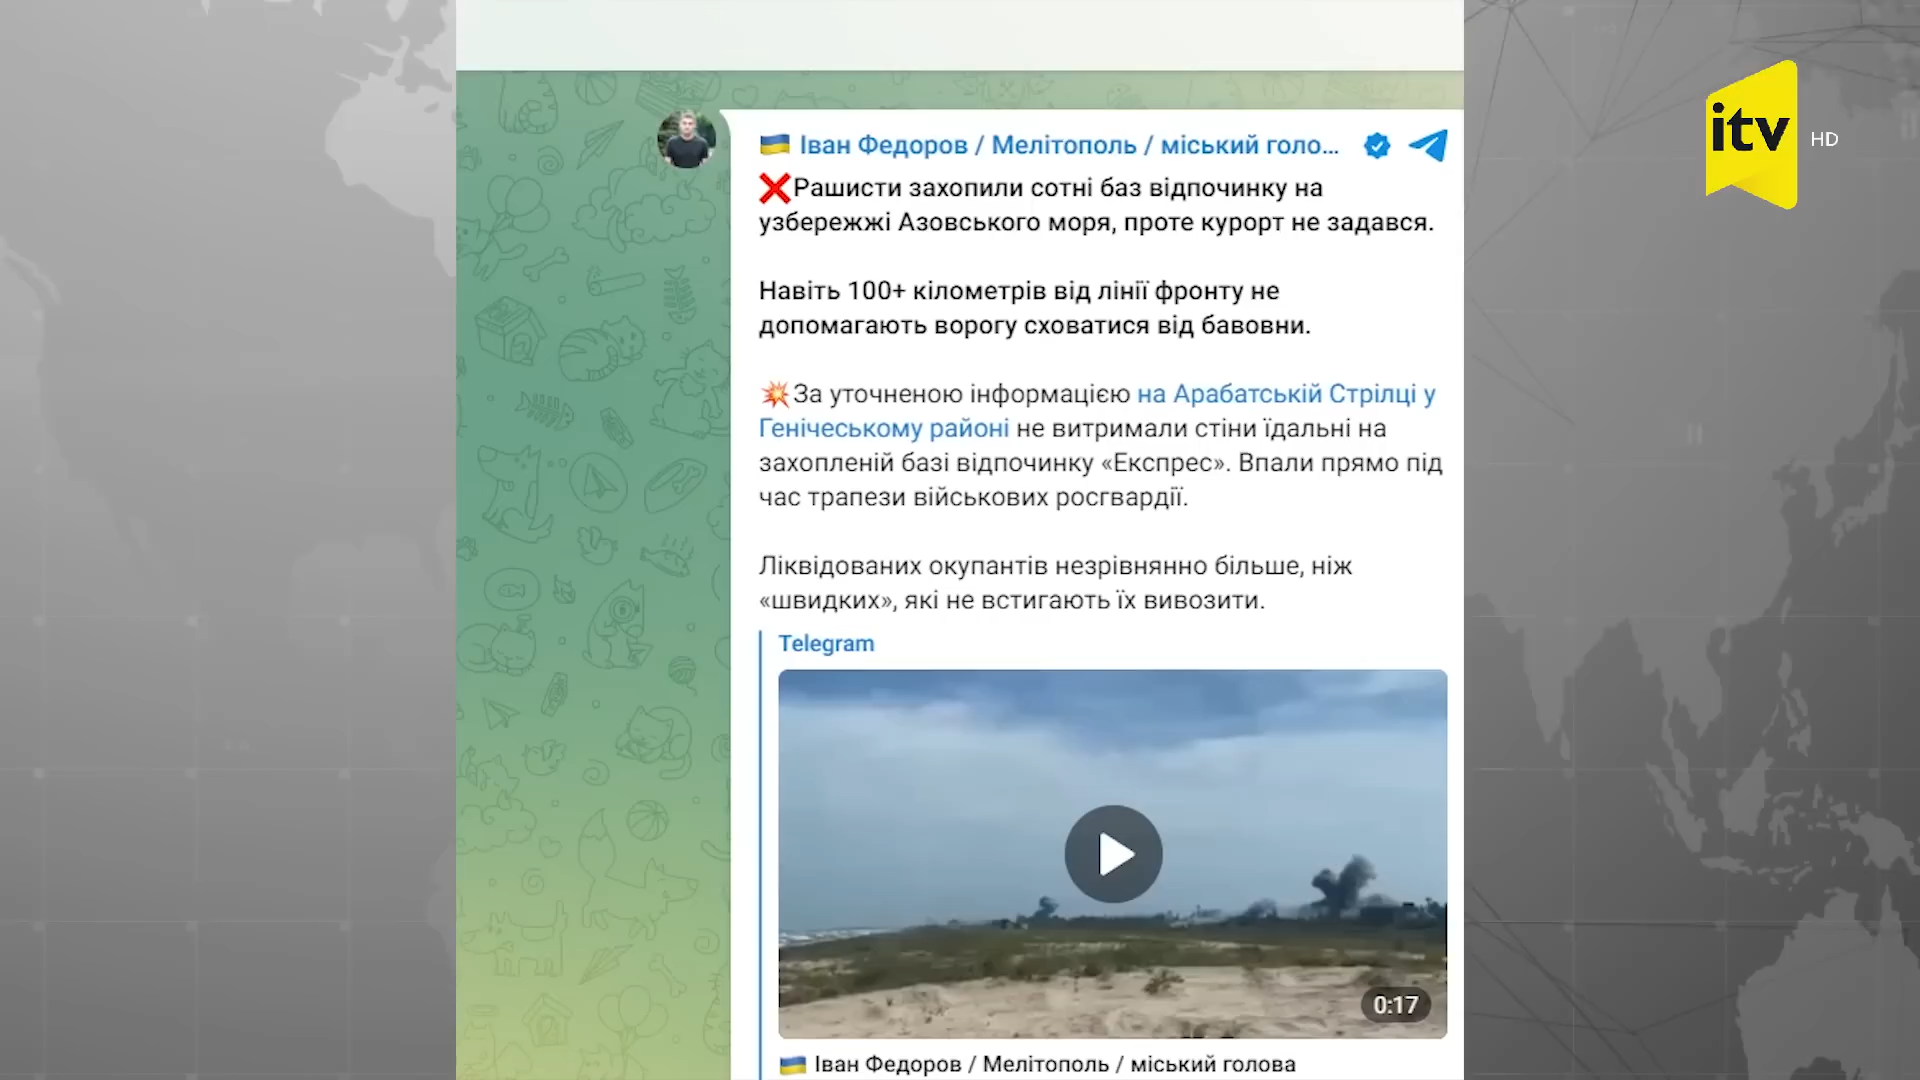 🇺🇦 Іван Федоров / Мелітополь / міський голо...
❌Рашисти захопили сотні баз відпочинку на
узбережжі Азовського моря, проте курорт не задався.
Навіть 100+ кілометрів від лінії фронту не
допомагають ворогу сховатися від бавовни.
💥За уточненою інформацією на Арабатській Стрілці у
Генічеському районі не витримали стіни їдальні на
захопленій базі відпочинку «Експрес». Впали прямо під
час трапези військових росгвардії.
Ліквідованих окупантів незрівнянно більше, ніж
«швидких», які не встигають їх вивозити.
Telegram
0:17
🇺🇦 Іван Федоров / Мелітополь / міський голова
itv HD